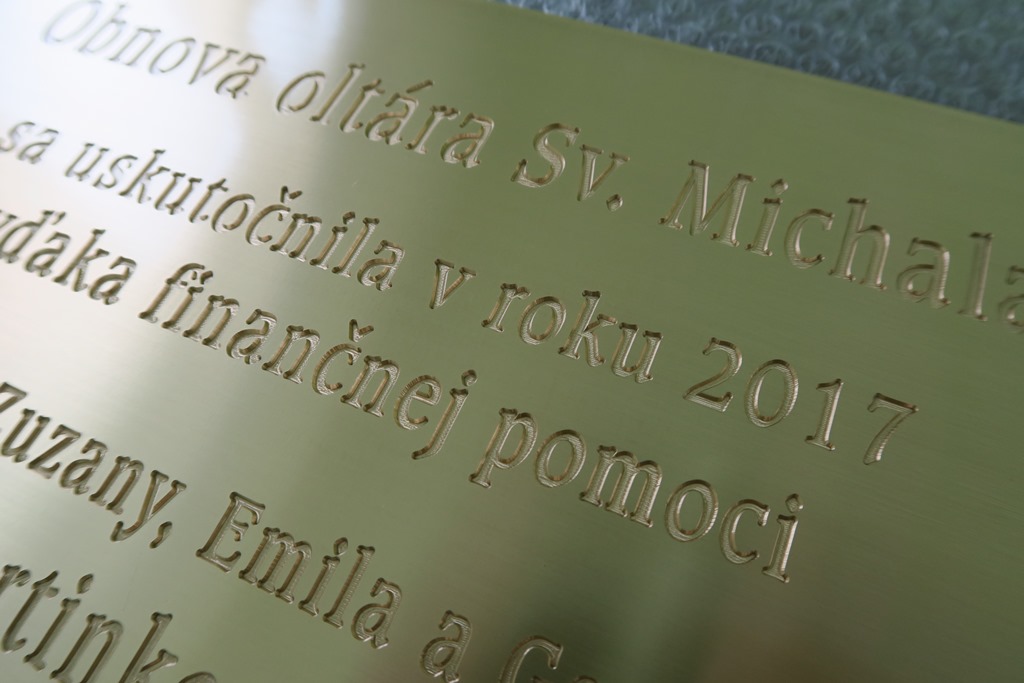 Obnova oltára Sv. Michala
sa uskutočnila v roku 2017
vďaka finančnej pomoci
Zuzany, Emila a